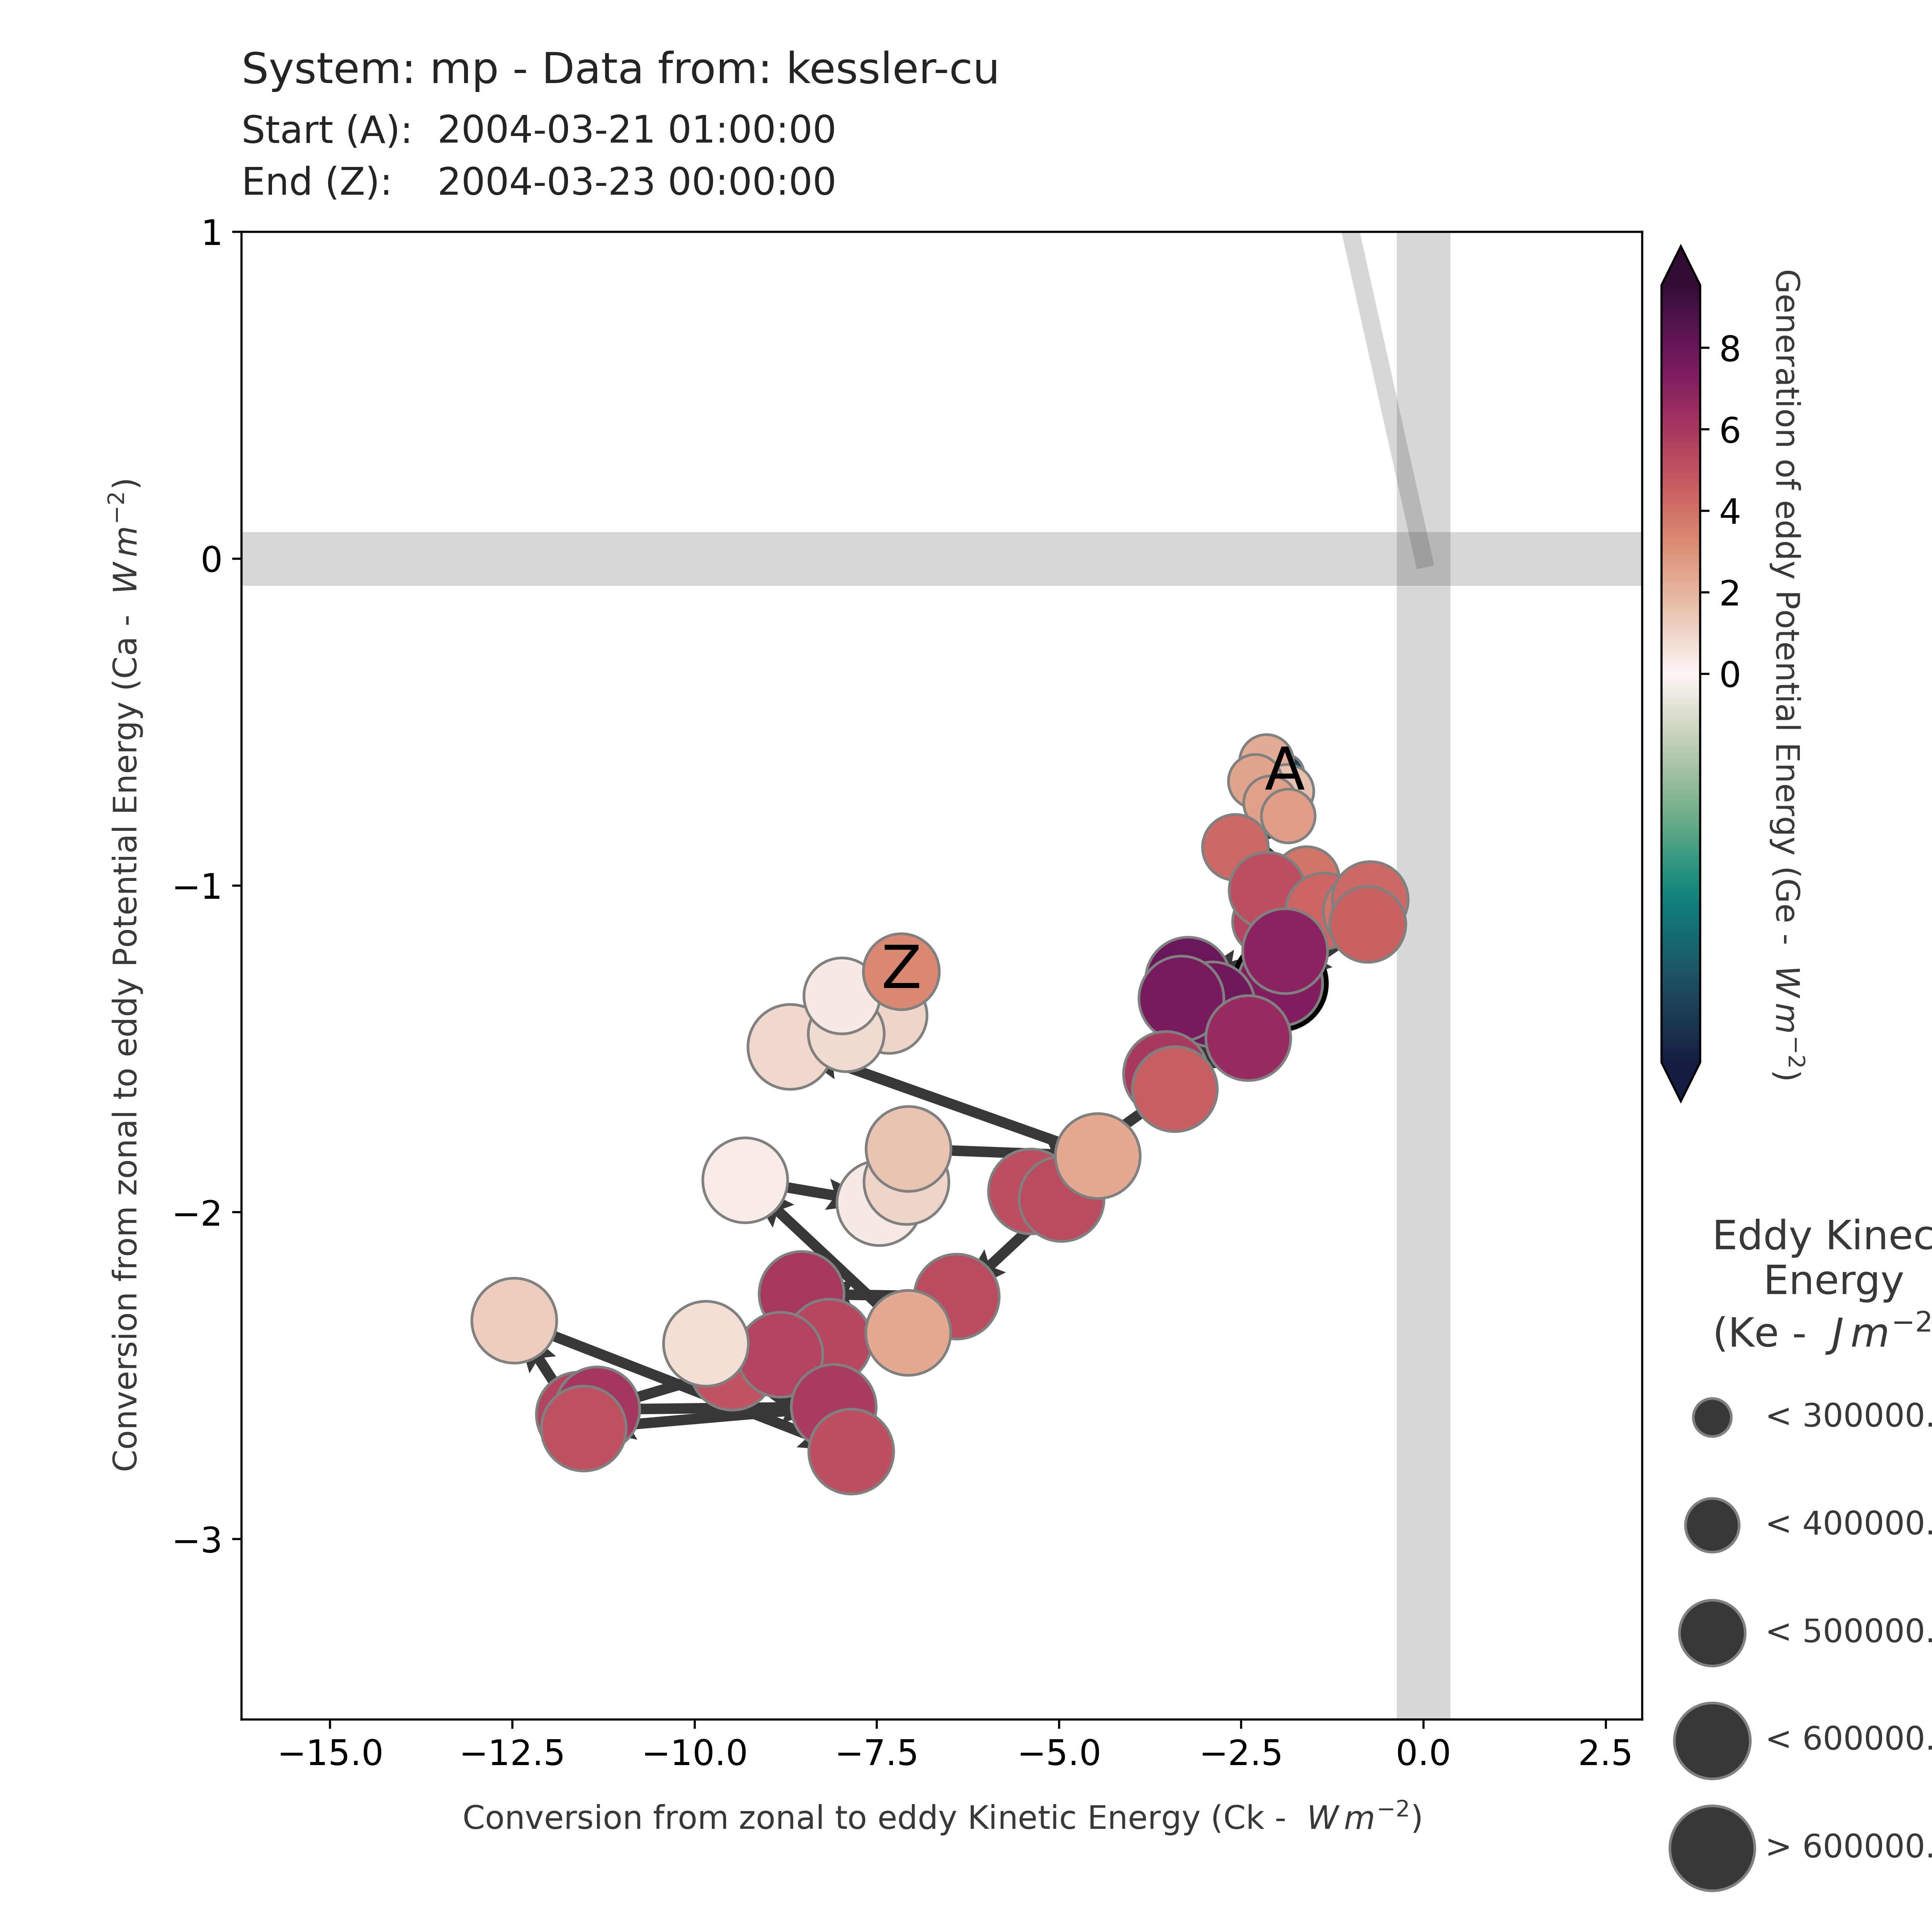 System: mp - Data from: kessler-cu
Start (A): 2004-03-21 01:00:00
End (Z): 2004-03-23 00:00:00
1
0
−1
−2
−3
Conversion from zonal to eddy Potential Energy (Ca - W m⁻²)
A
Z
−15.0 −12.5 −10.0 −7.5 −5.0 −2.5 0.0 2.5
Conversion from zonal to eddy Kinetic Energy (Ck - W m⁻²)
8
6
4
2
0
Generation of eddy Potential Energy (Ge - W m⁻²)
Eddy Kinec
Energy
(Ke - J m⁻²
< 300000.
< 400000.
< 500000.
< 600000.
> 600000.